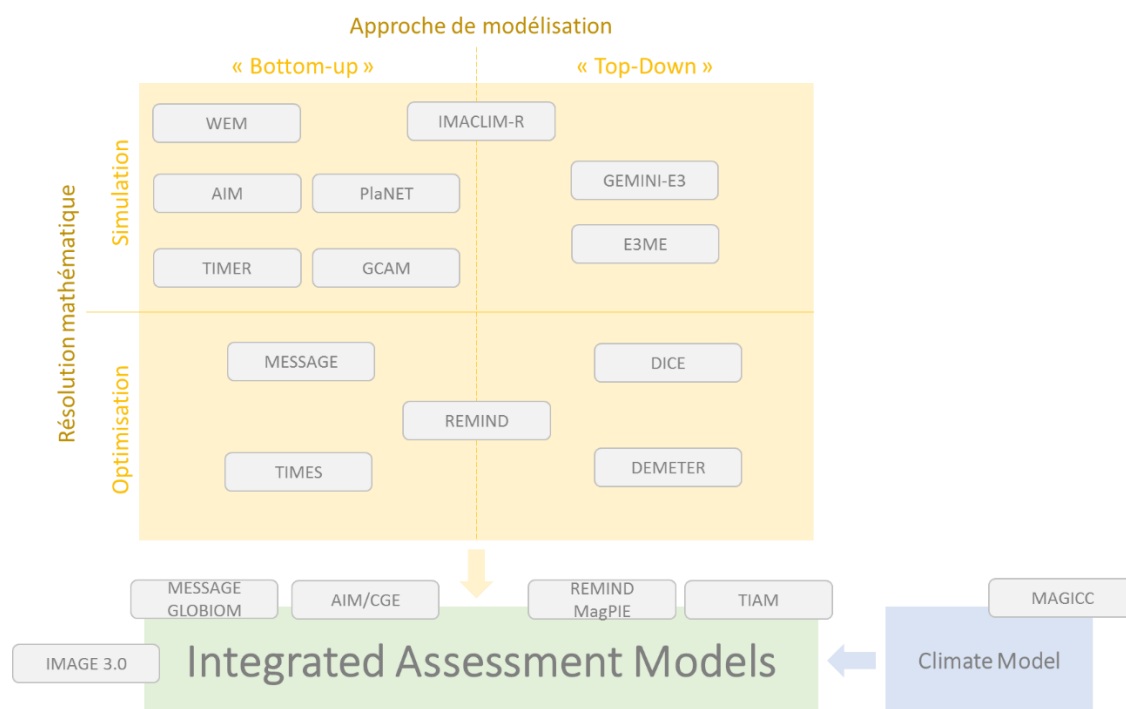 Approche de modélisation
« Bottom-up »
« Top-Down »
Résolution mathématique
Simulation
WEM
IMACLIM-R
AIM
PlaNET
GEMINI-E3
E3ME
TIMER
GCAM
Optimisation
MESSAGE
DICE
REMIND
TIMES
DEMETER
MESSAGE
GLOBIOM
AIM/CGE
REMIND
MagPIE
TIAM
MAGICC
IMAGE 3.0
Integrated Assessment Models
Climate Model